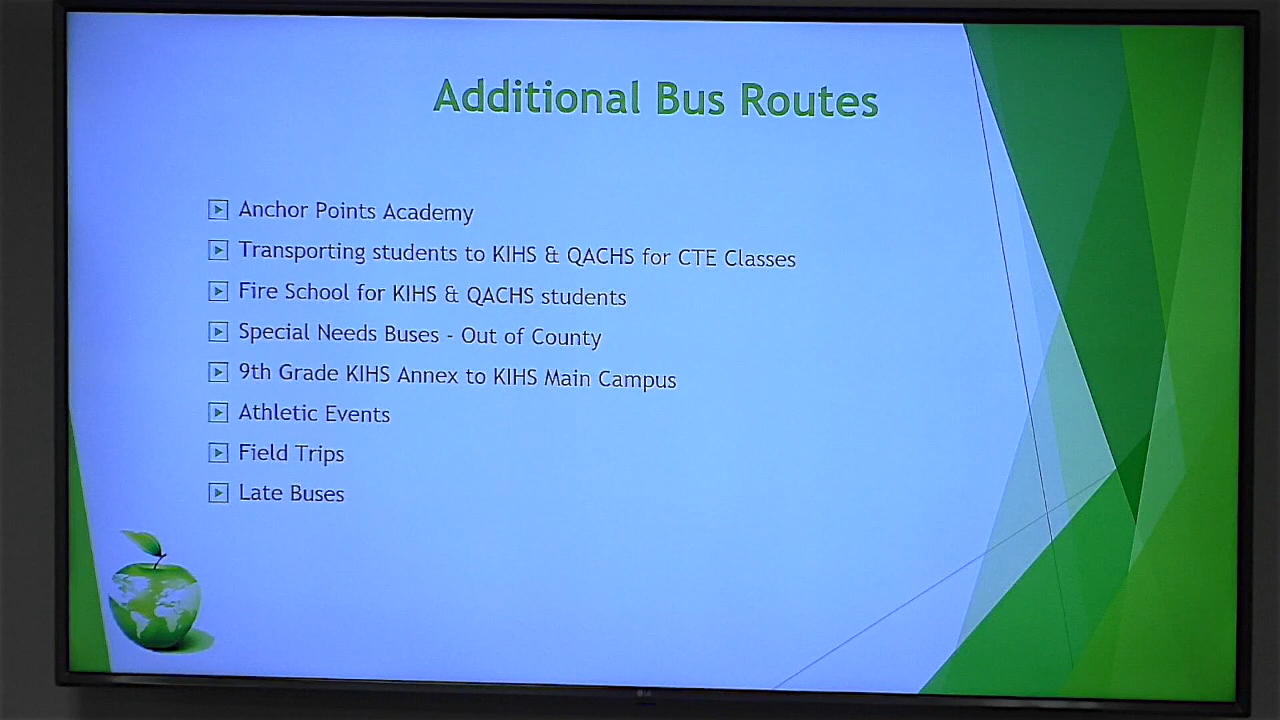 Additional Bus Routes
Anchor Points Academy
Transporting students to KIHS & QACHS for CTE Classes
Fire School for KIHS & QACHS students
Special Needs Buses - Out of County
9th Grade KIHS Annex to KIHS Main Campus
Athletic Events
Field Trips
Late Buses
LG